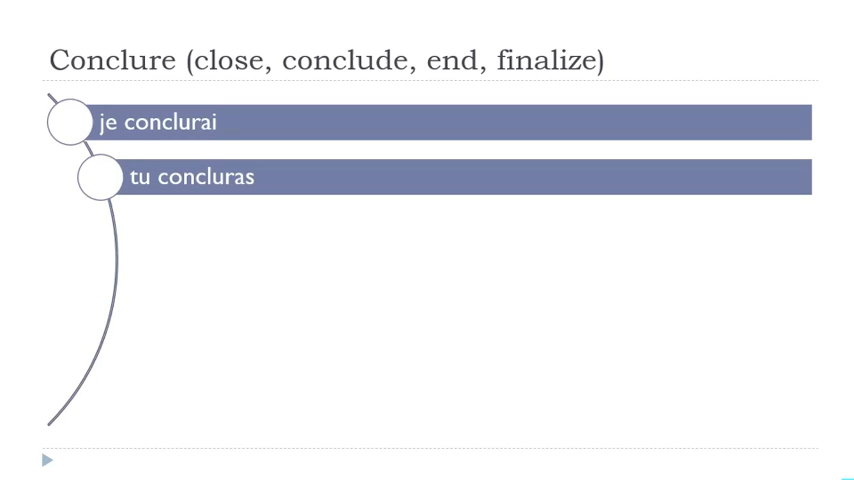 Conclure (close, conclude, end, finalize)
je conclurai
tu concluras